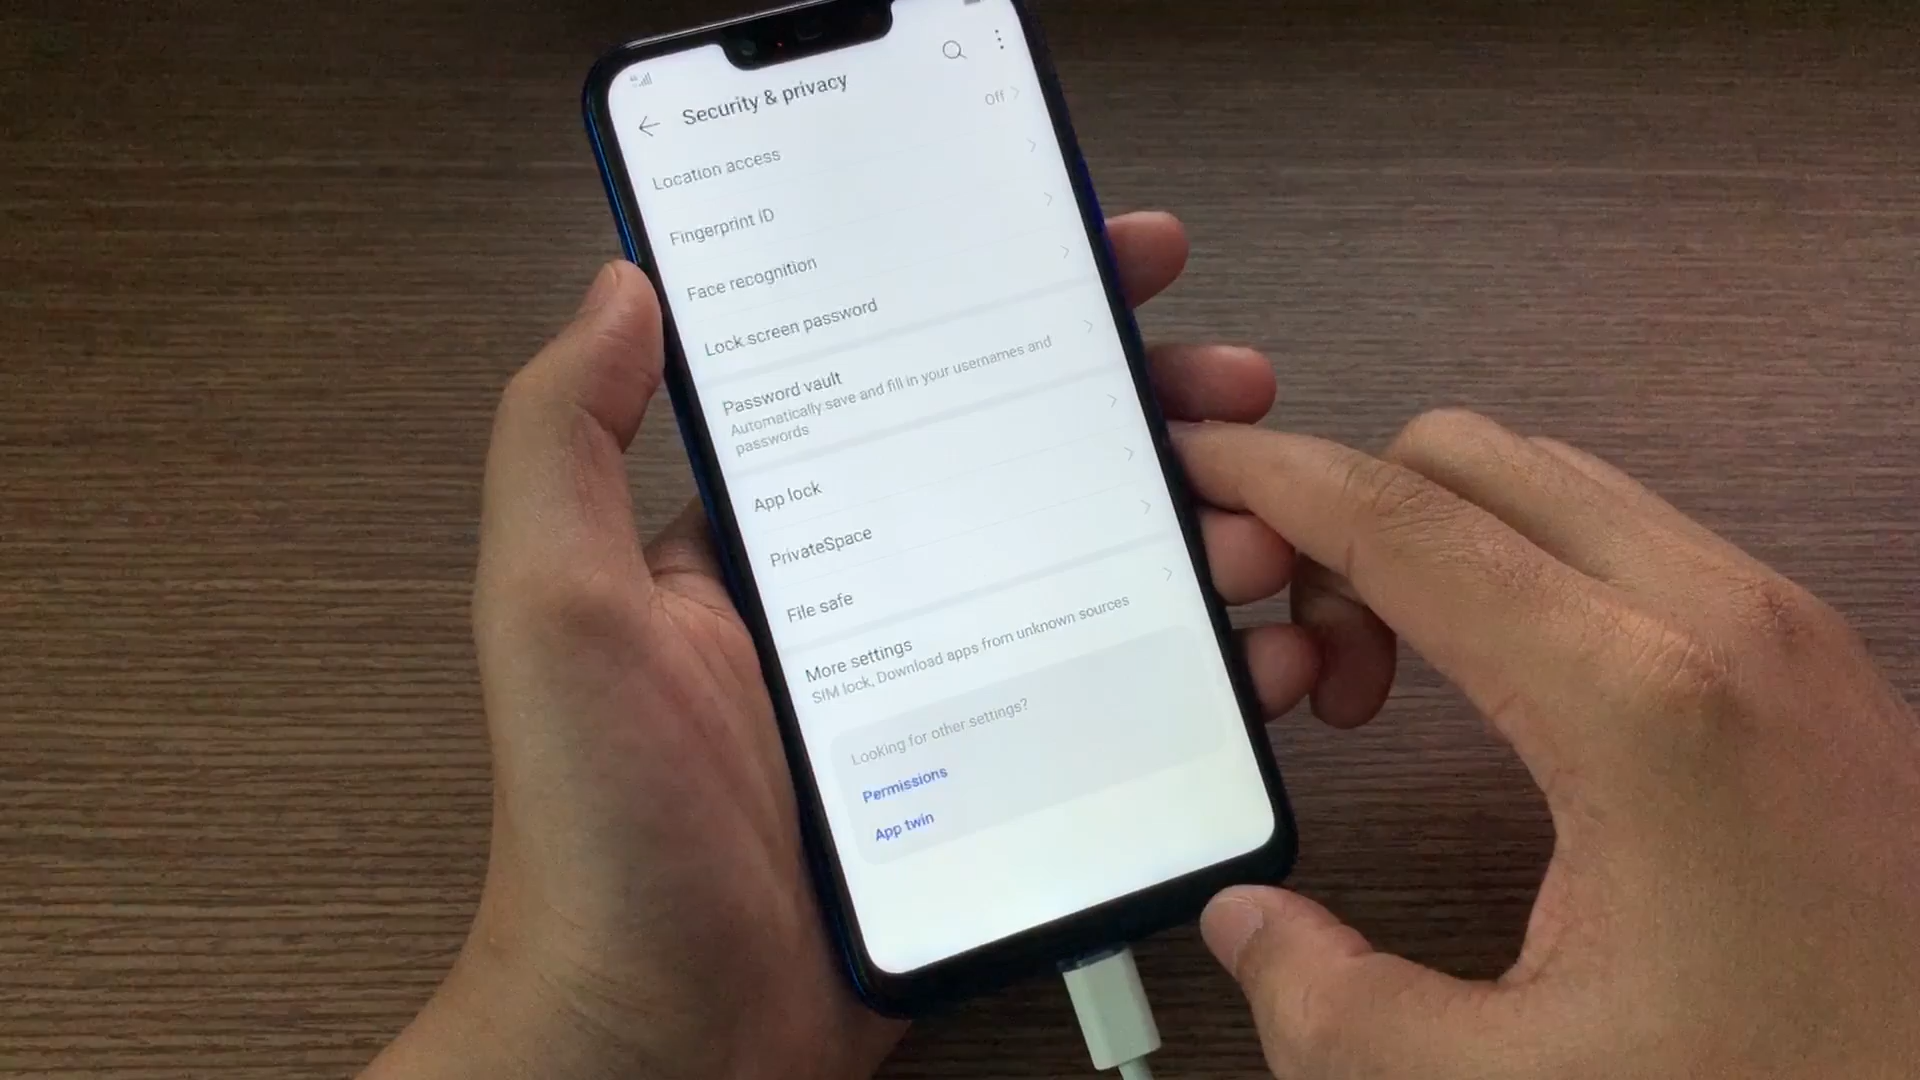 Security & privacy
Off
Location access
Fingerprint ID
Face recognition
Lock screen password
Password vault
Automatically save and fill in your usernames and
passwords
App lock
PrivateSpace
File safe
More settings
SIM lock, Download apps from unknown sources
Looking for other settings?
Permissions
App twin